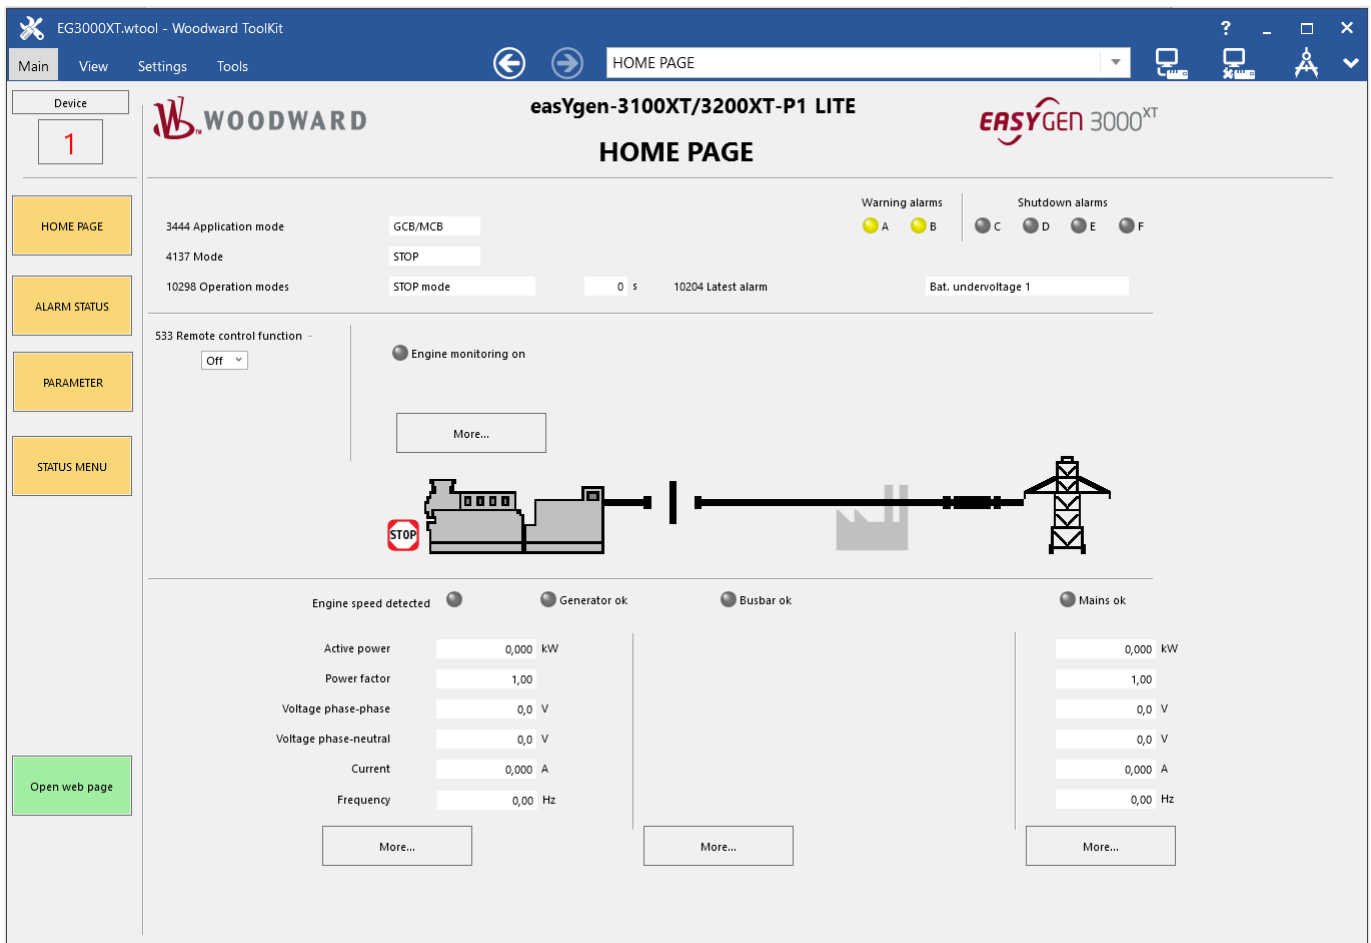 EG3000XT.wtool - Woodward ToolKit
?
Main View Settings Tools
HOME PAGE
Device
1
WOODWARD
easYgen-3100XT/3200XT-P1 LITE
HOME PAGE
EASYGEN 3000XT
HOME PAGE
ALARM STATUS
PARAMETER
STATUS MENU
Open web page
Warning alarms
A B
Shutdown alarms
C D E F
3444 Application mode GCB/MCB
4137 Mode STOP
10298 Operation modes STOP mode 0 s 10204 Latest alarm Bat. undervoltage 1
533 Remote control function -
Off
Engine monitoring on
More...
STOP
Engine speed detected Generator ok Busbar ok Mains ok
Active power 0,000 kW 0,000 kW
Power factor 1,00 1,00
Voltage phase-phase 0,0 V 0,0 V
Voltage phase-neutral 0,0 V 0,0 V
Current 0,000 A 0,000 A
Frequency 0,00 Hz 0,00 Hz
More... More... More...